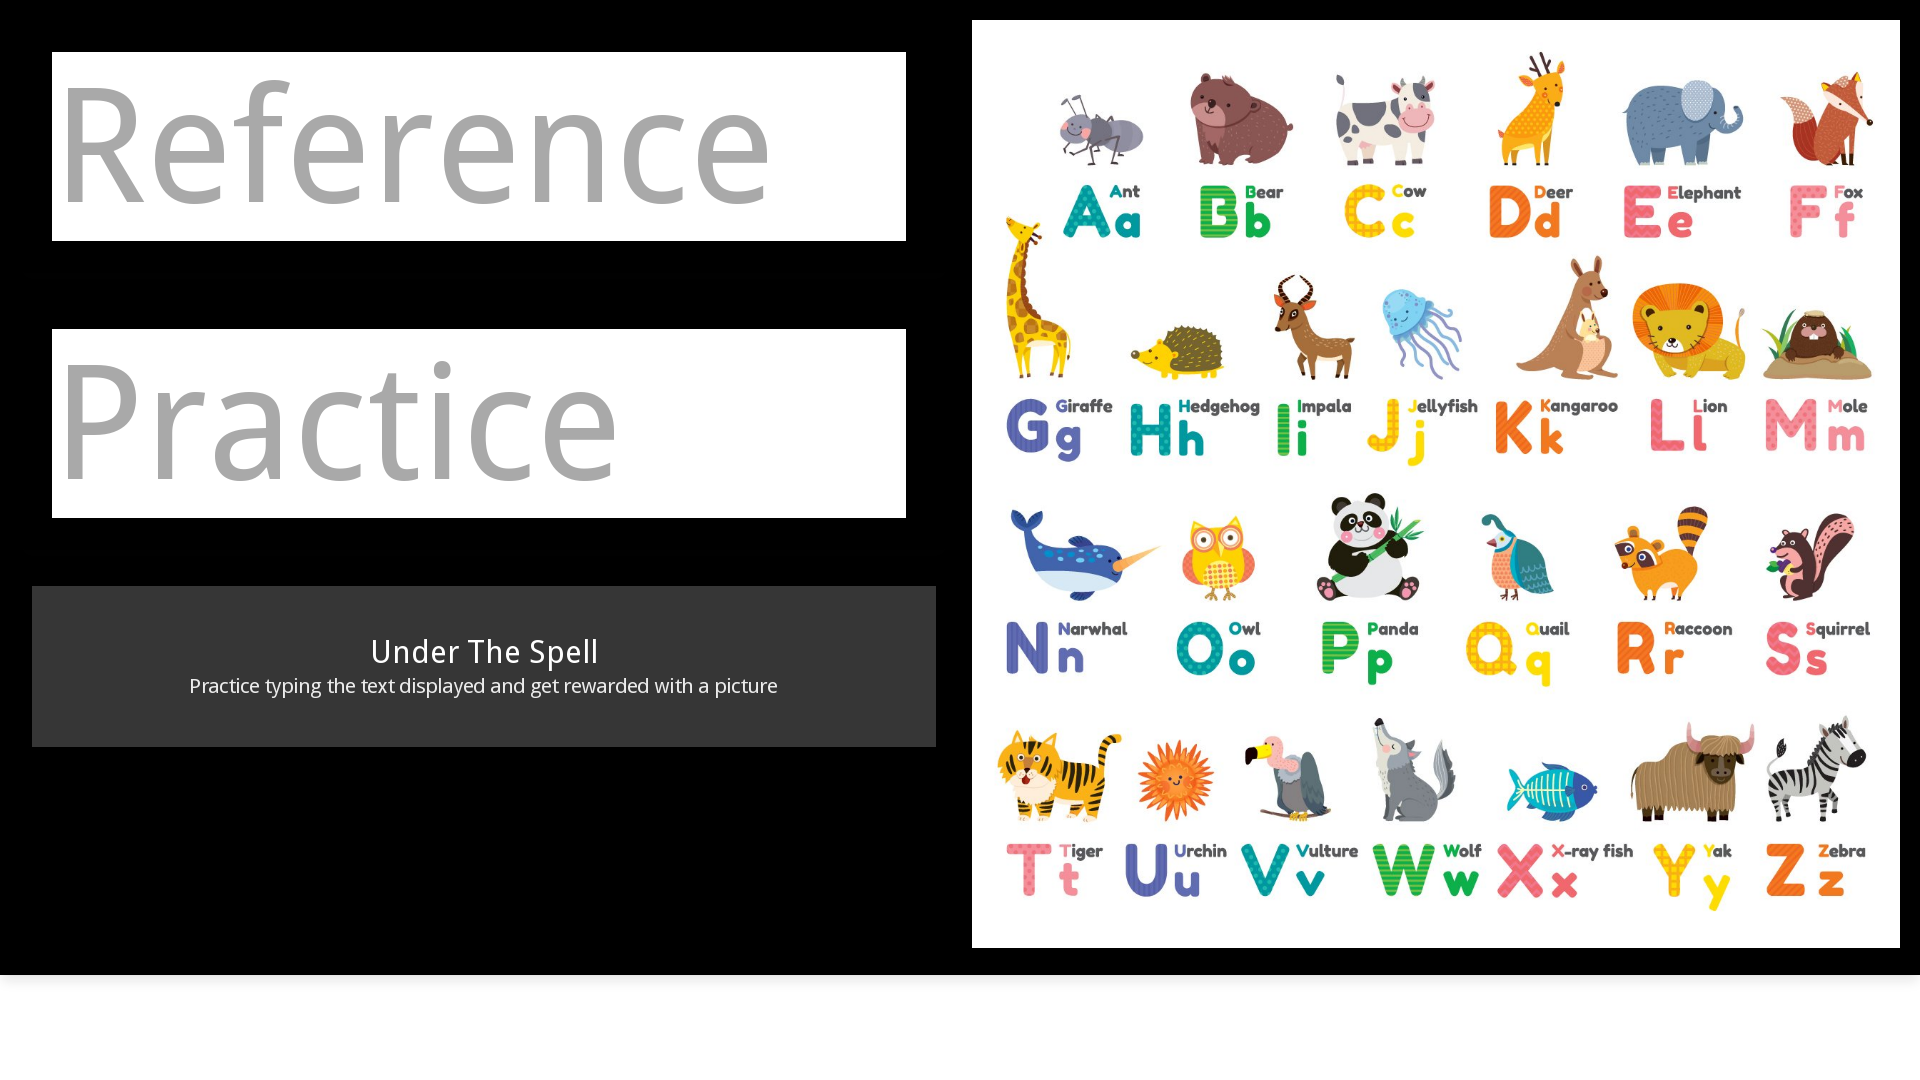 Reference
Practice
Under The Spell
Practice typing the text displayed and get rewarded with a picture
Ant Bear Cow Deer Elephant Fox
Aa Bb Cc Dd Ee Ff
Giraffe Hedgehog Impala Jellyfish Kangaroo Lion Mole
Gg Hh Ii Jj Kk Ll Mm
Narwhal Owl Panda Quail Raccoon Squirrel
Nn Oo Pp Qq Rr Ss
Tiger Urchin Vulture Wolf X-ray fish Yak Zebra
Tt Uu Vv Ww Xx Yy Zz